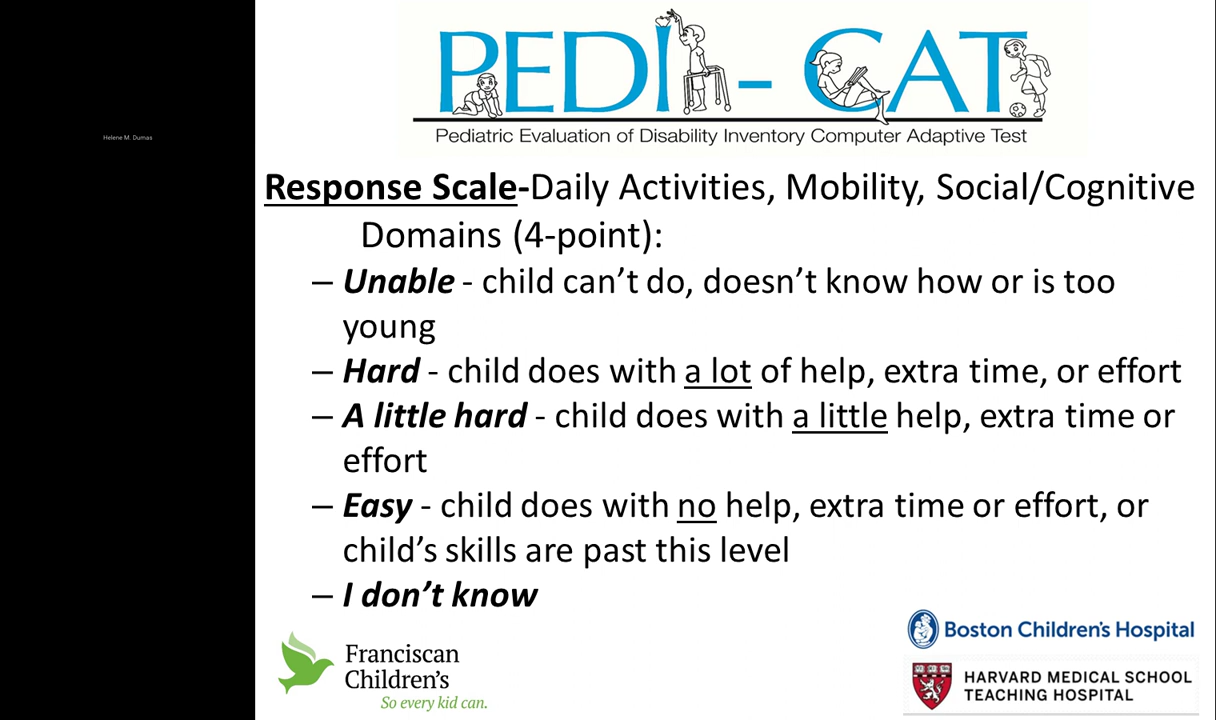 Helene M. Dumas
PEDI - CAT
Pediatric Evaluation of Disability Inventory Computer Adaptive Test
Response Scale-Daily Activities, Mobility, Social/Cognitive
Domains (4-point):
– Unable - child can’t do, doesn’t know how or is too
young
– Hard - child does with a lot of help, extra time, or effort
– A little hard - child does with a little help, extra time or
effort
– Easy - child does with no help, extra time or effort, or
child’s skills are past this level
– I don’t know
Franciscan
Children’s
So every kid can.
Boston Children’s Hospital
HARVARD MEDICAL SCHOOL
TEACHING HOSPITAL